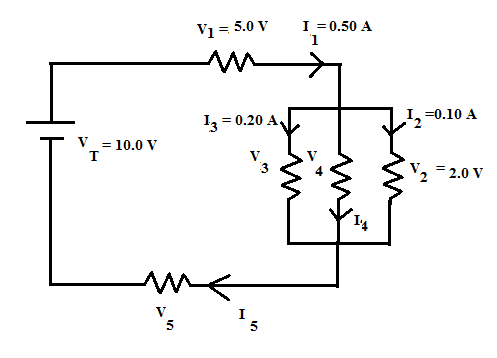 V1 = 5.0 V I1 = 0.50 A
I3 = 0.20 A I2 =0.10 A
VT = 10.0 V
V3 V4 V2 = 2.0 V
I4
V5 I5